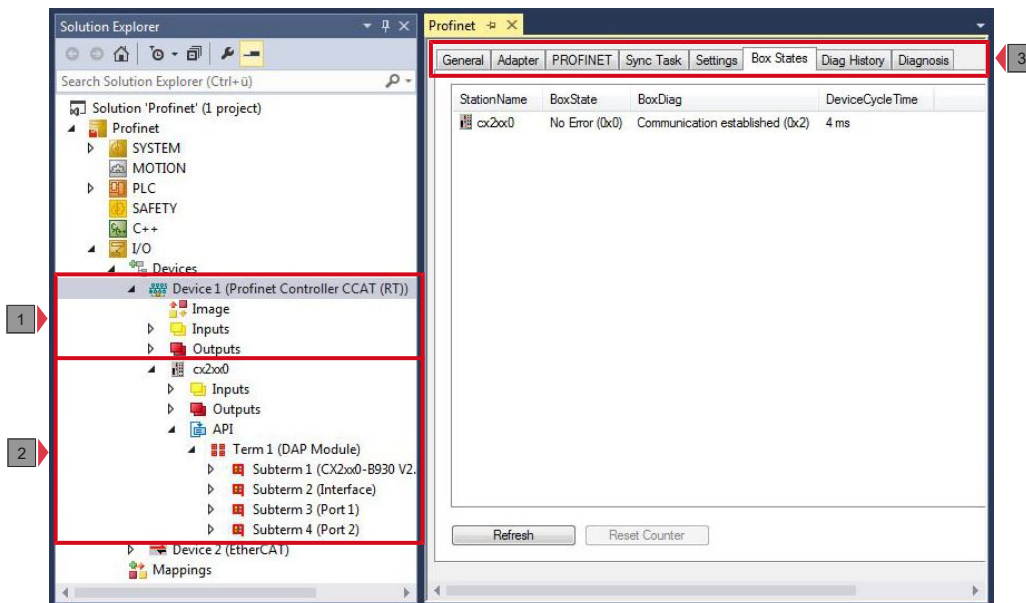 Solution Explorer
Search Solution Explorer (Ctrl+ü)
Solution 'Profinet' (1 project)
Profinet
SYSTEM
MOTION
PLC
SAFETY
C++
I/O
Devices
Device 1 (Profinet Controller CCAT (RT))
Image
Inputs
Outputs
cx2xx0
Inputs
Outputs
API
Term 1 (DAP Module)
Subterm 1 (CX2xx0-B930 V2.
Subterm 2 (Interface)
Subterm 3 (Port 1)
Subterm 4 (Port 2)
Device 2 (EtherCAT)
Mappings
1
2
Profinet
General Adapter PROFINET Sync Task Settings Box States Diag History Diagnosis
3
StationName BoxState BoxDiag DeviceCycleTime
cx2xx0 No Error (0x0) Communication established (0x2) 4 ms
Refresh Reset Counter